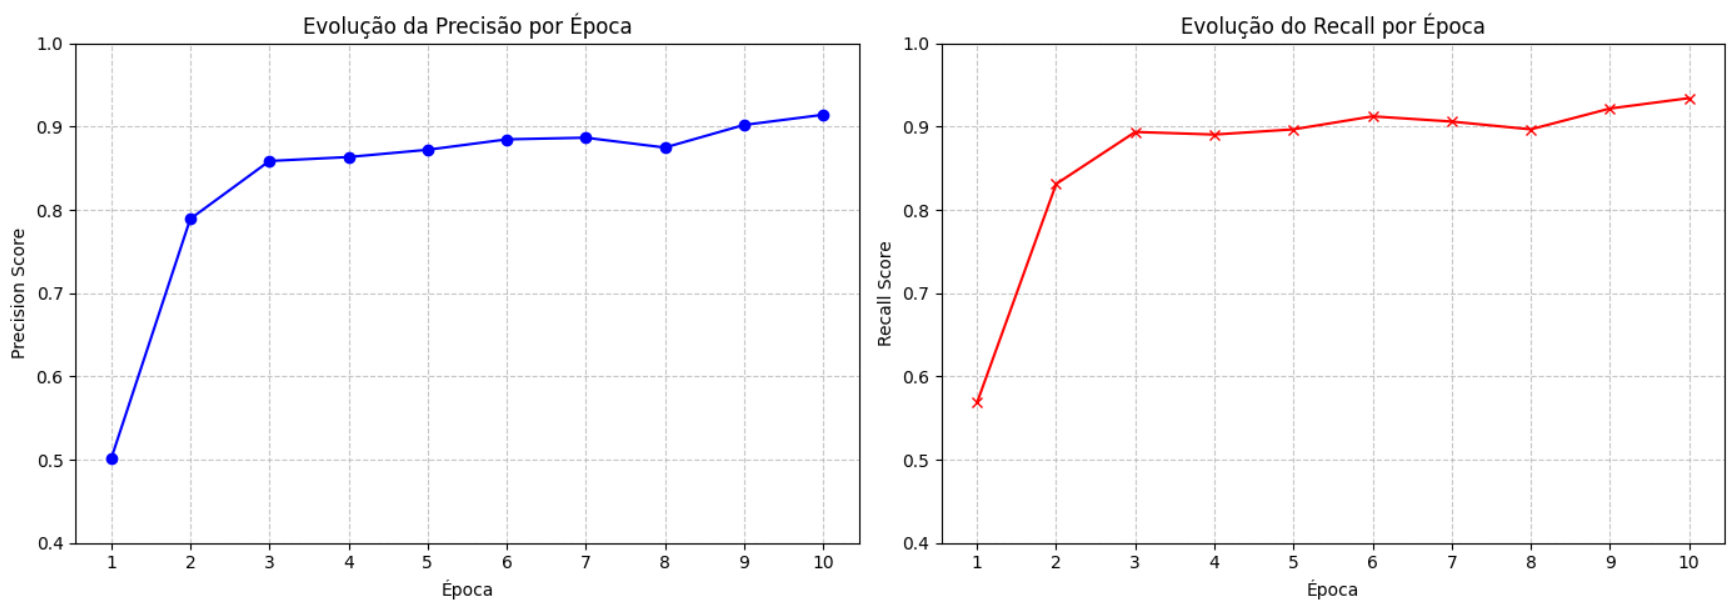 Evolução da Precisão por Época
1.0
0.9
0.8
0.7
0.6
0.5
0.4
Precision Score
1 2 3 4 5 6 7 8 9 10
Época
Evolução do Recall por Época
1.0
0.9
0.8
0.7
0.6
0.5
0.4
Recall Score
1 2 3 4 5 6 7 8 9 10
Época